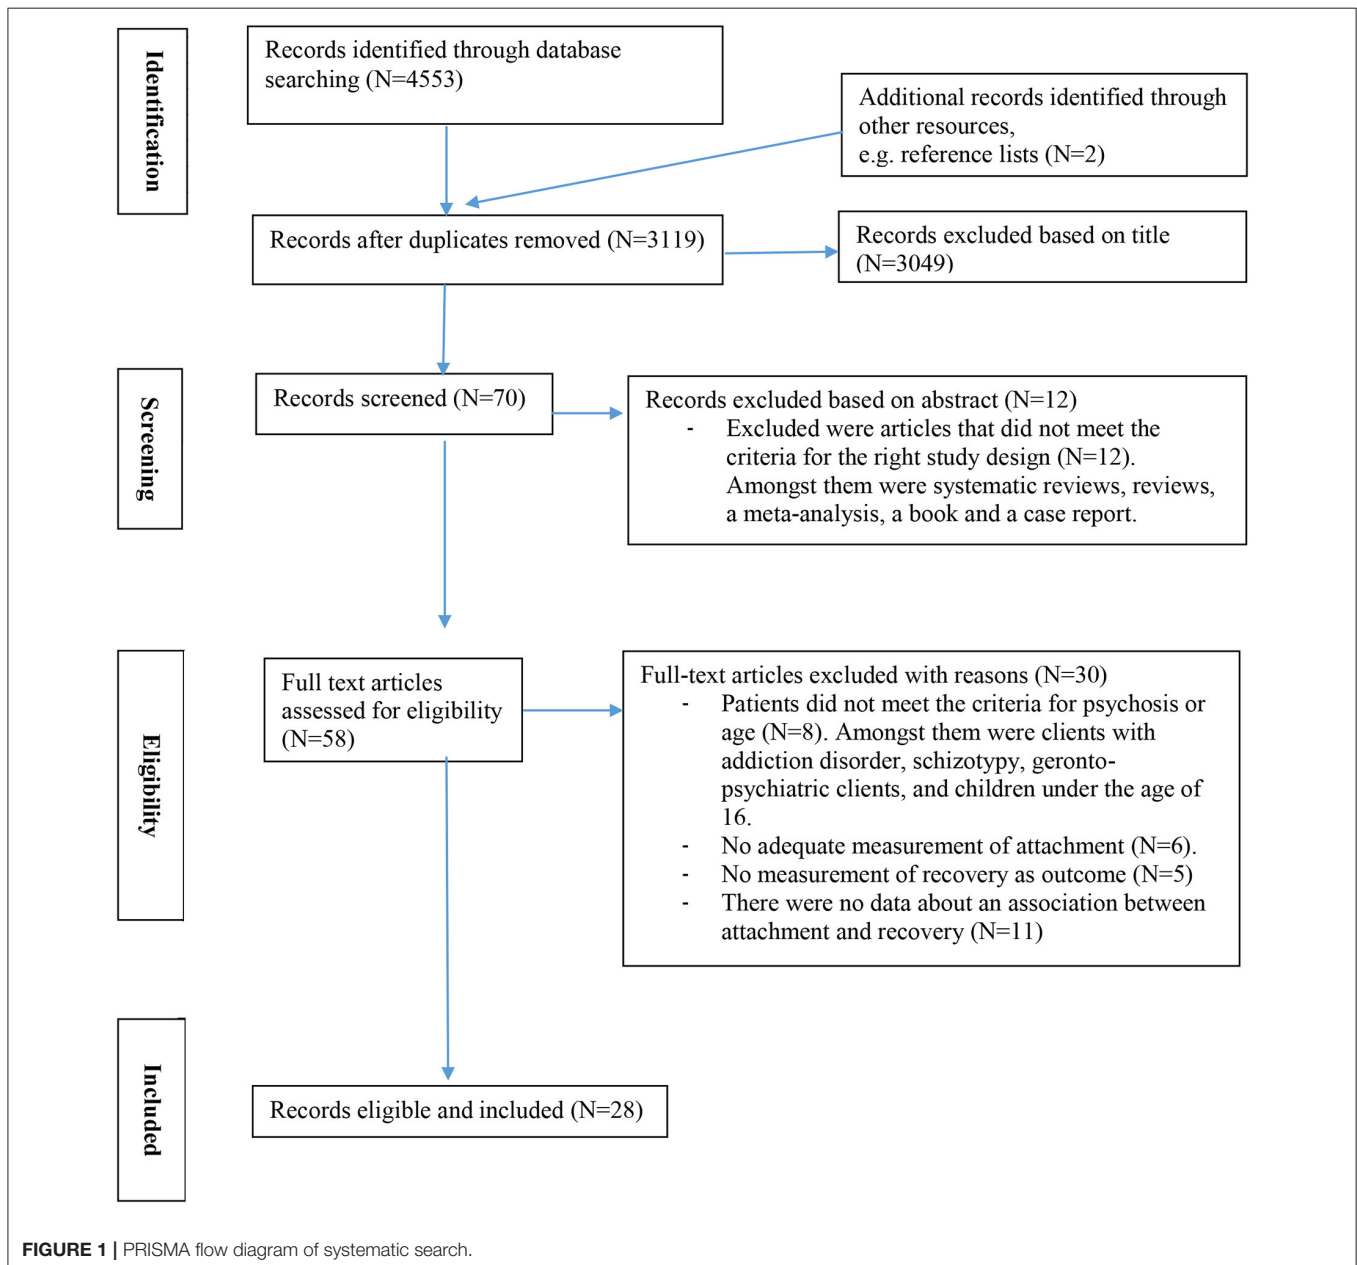 Identification
Records identified through database
searching (N=4553)
Additional records identified through
other resources,
e.g. reference lists (N=2)
Records after duplicates removed (N=3119)
Records excluded based on title
(N=3049)
Screening
Records screened (N=70)
Records excluded based on abstract (N=12)
- Excluded were articles that did not meet the
criteria for the right study design (N=12).
Amongst them were systematic reviews, reviews,
a meta-analysis, a book and a case report.
Eligibility
Full text articles
assessed for eligibility
(N=58)
Full-text articles excluded with reasons (N=30)
- Patients did not meet the criteria for psychosis or
age (N=8). Amongst them were clients with
addiction disorder, schizotypy, geronto-
psychiatric clients, and children under the age of
16.
- No adequate measurement of attachment (N=6).
- No measurement of recovery as outcome (N=5)
- There were no data about an association between
attachment and recovery (N=11)
Included
Records eligible and included (N=28)
FIGURE 1 | PRISMA flow diagram of systematic search.